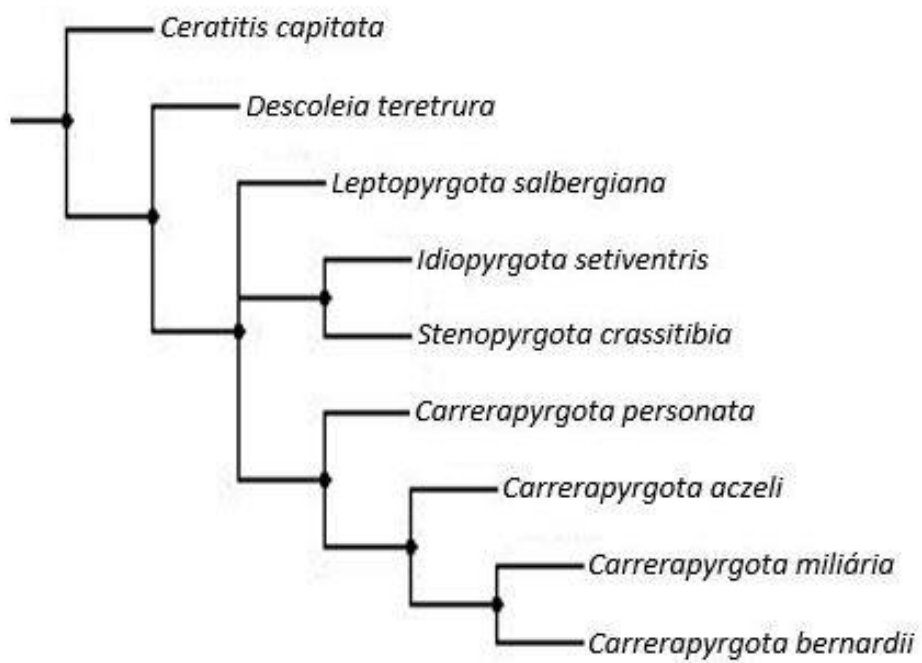 Ceratitis capitata
Descoleia teretrura
Leptopyrgota salbergiana
Idiopyrgota setiventris
Stenopyrgota crassitibia
Carrerapyrgota personata
Carrerapyrgota aczeli
Carrerapyrgota miliária
Carrerapyrgota bernardii